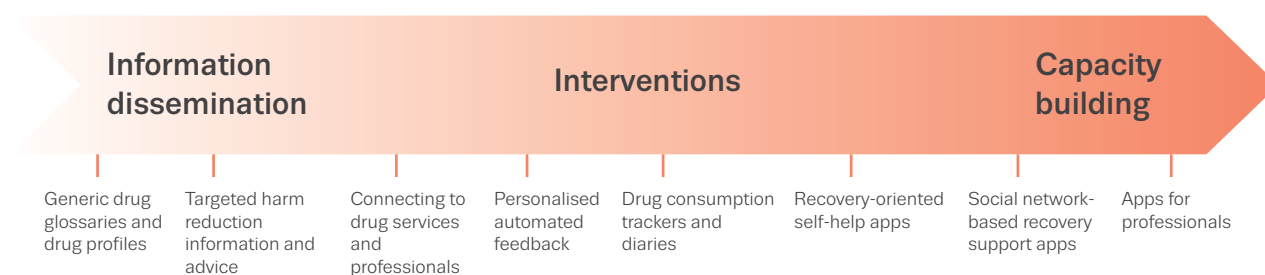 Information
dissemination
Interventions
Capacity
building
Generic drug
glossaries and
drug profiles
Targeted harm
reduction
information and
advice
Connecting to
drug services
and
professionals
Personalised
automated
feedback
Drug consumption
trackers and
diaries
Recovery-oriented
self-help apps
Social network-
based recovery
support apps
Apps for
professionals